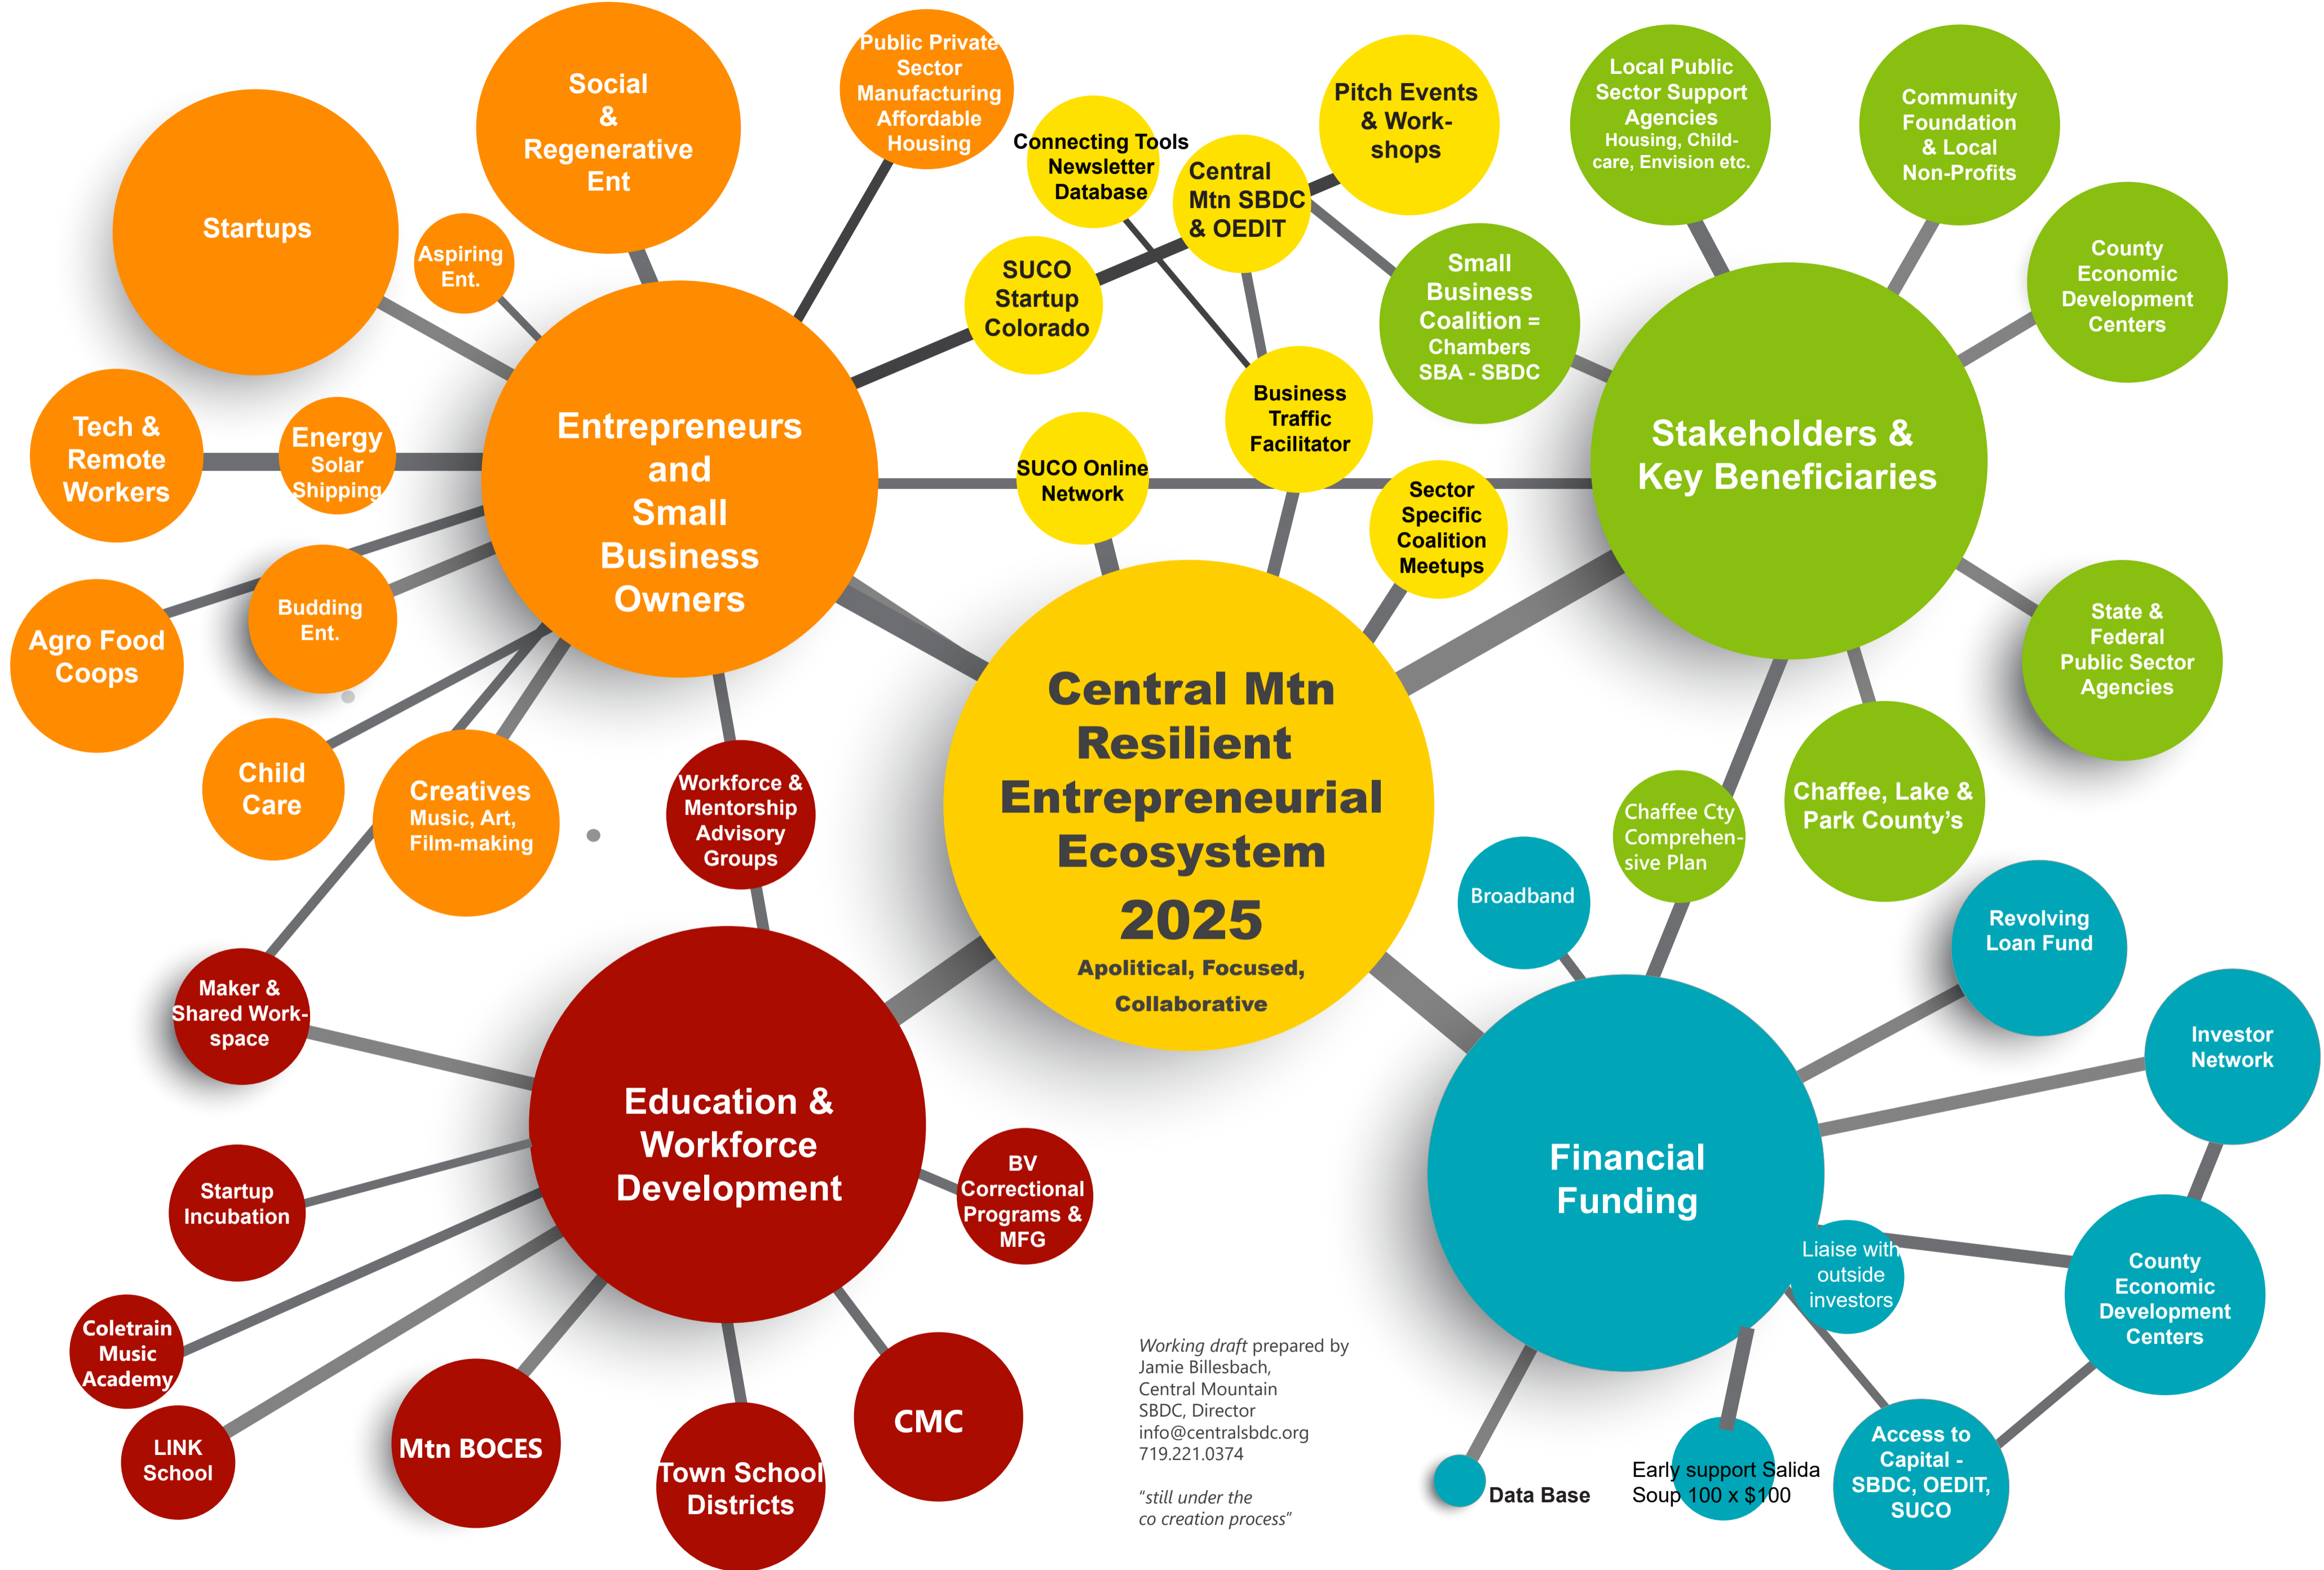 Social
&
Regenerative
Ent
Public Private
Sector
Manufacturing
Affordable
Housing
Startups
Aspiring
Ent.
Connecting Tools
Newsletter
Database
Central
Mtn SBDC
& OEDIT
Pitch Events
& Work-
shops
SUCO
Startup
Colorado
Local Public
Sector Support
Agencies
Housing, Child-
care, Envision etc.
Community
Foundation
& Local
Non-Profits
County
Economic
Development
Centers
Small
Business
Coalition =
Chambers
SBA - SBDC
Tech &
Remote
Workers
Energy
Solar
Shipping
Entrepreneurs
and
Small
Business
Owners
SUCO Online
Network
Business
Traffic
Facilitator
Sector
Specific
Coalition
Meetups
Stakeholders &
Key Beneficiaries
Agro Food
Coops
Budding
Ent.
Child
Care
Creatives
Music, Art,
Film-making
Workforce &
Mentorship
Advisory
Groups
Central Mtn
Resilient
Entrepreneurial
Ecosystem
2025
Apolitical, Focused,
Collaborative
State &
Federal
Public Sector
Agencies
Chaffee Cty
Comprehen-
sive Plan
Chaffee, Lake &
Park County’s
Broadband
Revolving
Loan Fund
Investor
Network
Maker &
Shared Work-
space
Education &
Workforce
Development
Startup
Incubation
BV
Correctional
Programs &
MFG
Coletrain
Music
Academy
LINK
School
Mtn BOCES
Town School
Districts
CMC
Financial
Funding
Liaise with
outside
investors
County
Economic
Development
Centers
Working draft prepared by
Jamie Billesbach,
Central Mountain
SBDC, Director
info@centralsbdc.org
719.221.0374
“still under the
co creation process”
Data Base
Early support Salida
Soup 100 x $100
Access to
Capital -
SBDC, OEDIT,
SUCO